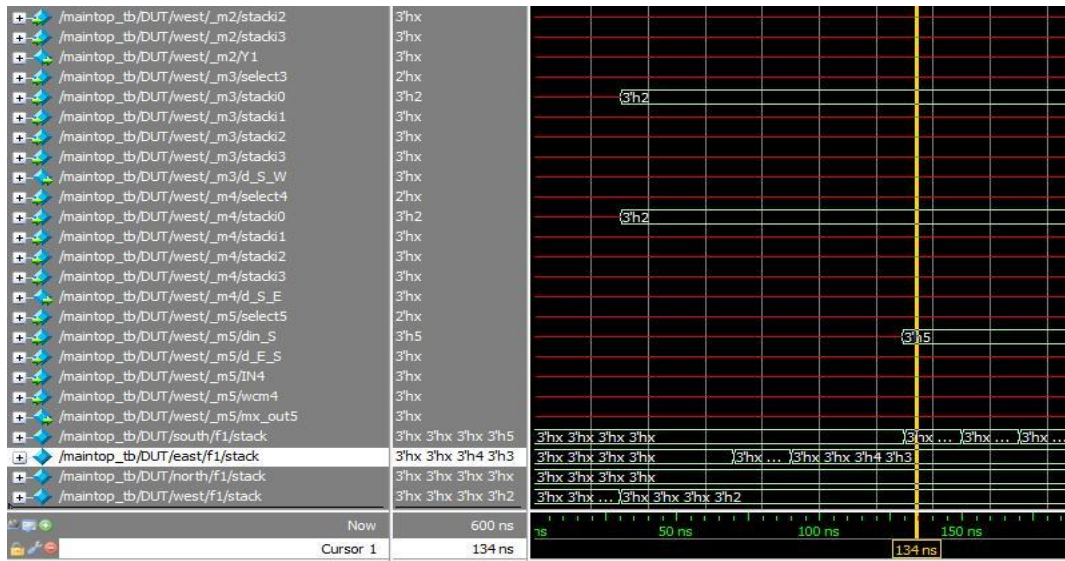 /maintop_tb/DUT/west/_m2/stacki2 3'hx
/maintop_tb/DUT/west/_m2/stacki3 3'hx
/maintop_tb/DUT/west/_m2/Y1 3'hx
/maintop_tb/DUT/west/_m3/select3 2'hx
/maintop_tb/DUT/west/_m3/stacki0 3'h2 3'h2
/maintop_tb/DUT/west/_m3/stacki1 3'hx
/maintop_tb/DUT/west/_m3/stacki2 3'hx
/maintop_tb/DUT/west/_m3/stacki3 3'hx
/maintop_tb/DUT/west/_m3/d_S_W 3'hx
/maintop_tb/DUT/west/_m4/select4 2'hx
/maintop_tb/DUT/west/_m4/stacki0 3'h2 3'h2
/maintop_tb/DUT/west/_m4/stacki1 3'hx
/maintop_tb/DUT/west/_m4/stacki2 3'hx
/maintop_tb/DUT/west/_m4/stacki3 3'hx
/maintop_tb/DUT/west/_m4/d_S_E 3'hx
/maintop_tb/DUT/west/_m5/select5 2'hx
/maintop_tb/DUT/west/_m5/din_S 3'h5 3'h5
/maintop_tb/DUT/west/_m5/d_E_S 3'hx
/maintop_tb/DUT/west/_m5/IN4 3'hx
/maintop_tb/DUT/west/_m5/wcm4 3'hx
/maintop_tb/DUT/west/_m5/mx_out5 3'hx
/maintop_tb/DUT/south/f1/stack 3'hx 3'hx 3'hx 3'h5 3'hx 3'hx 3'hx 3'hx 3'hx ... 3'hx ... 3'hx ...
/maintop_tb/DUT/east/f1/stack 3'hx 3'hx 3'h4 3'h3 3'hx 3'hx 3'hx 3'hx 3'hx ... 3'hx 3'hx 3'h4 3'h3
/maintop_tb/DUT/north/f1/stack 3'hx 3'hx 3'hx 3'hx 3'hx 3'hx 3'hx 3'hx
/maintop_tb/DUT/west/f1/stack 3'hx 3'hx 3'hx 3'h2 3'hx 3'hx ... 3'hx 3'hx 3'hx 3'h2
Now 600 ns ns 50 ns 100 ns 150 ns
Cursor 1 134 ns 134 ns